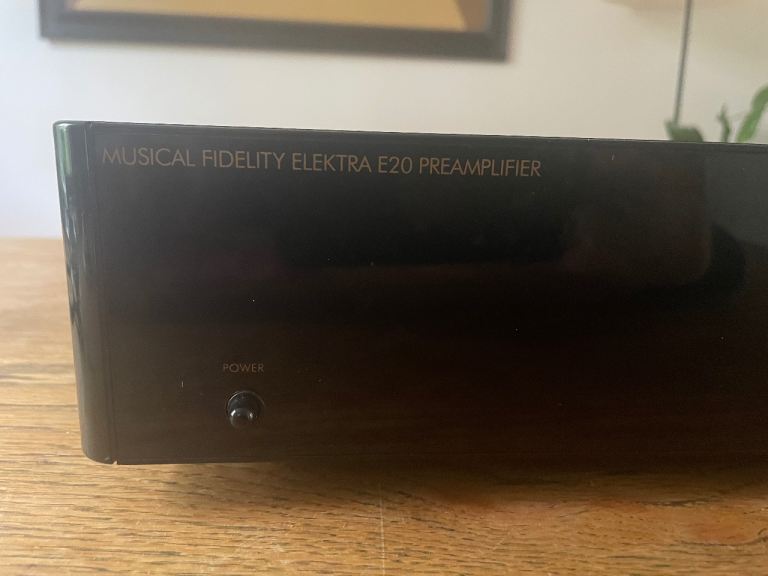 MUSICAL FIDELITY ELEKTRA E20 PREAMPLIFIER
POWER